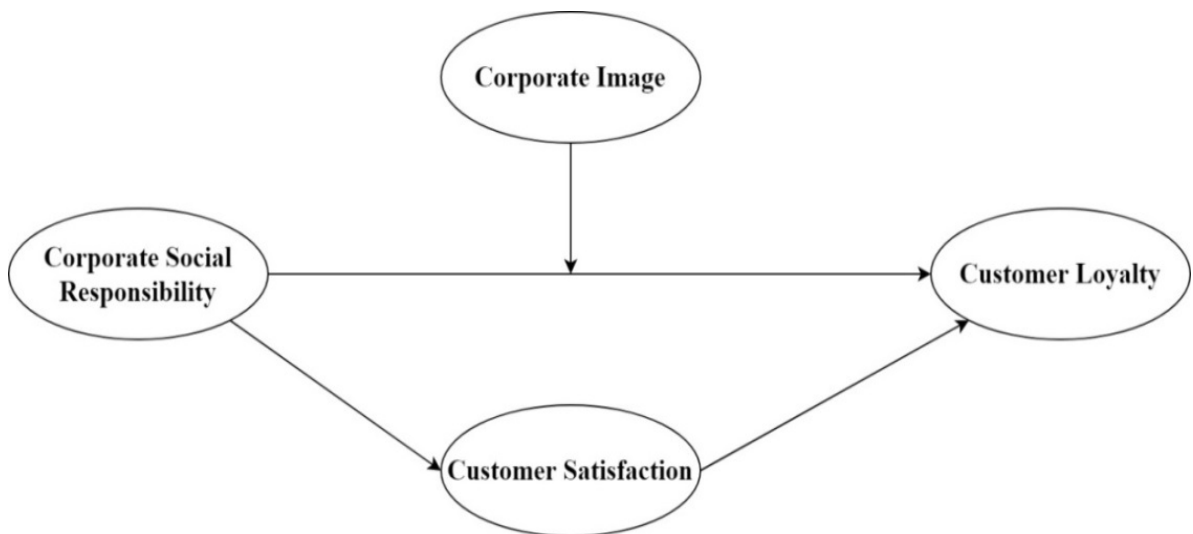 Corporate Image
Corporate Social
Responsibility
Customer Loyalty
Customer Satisfaction